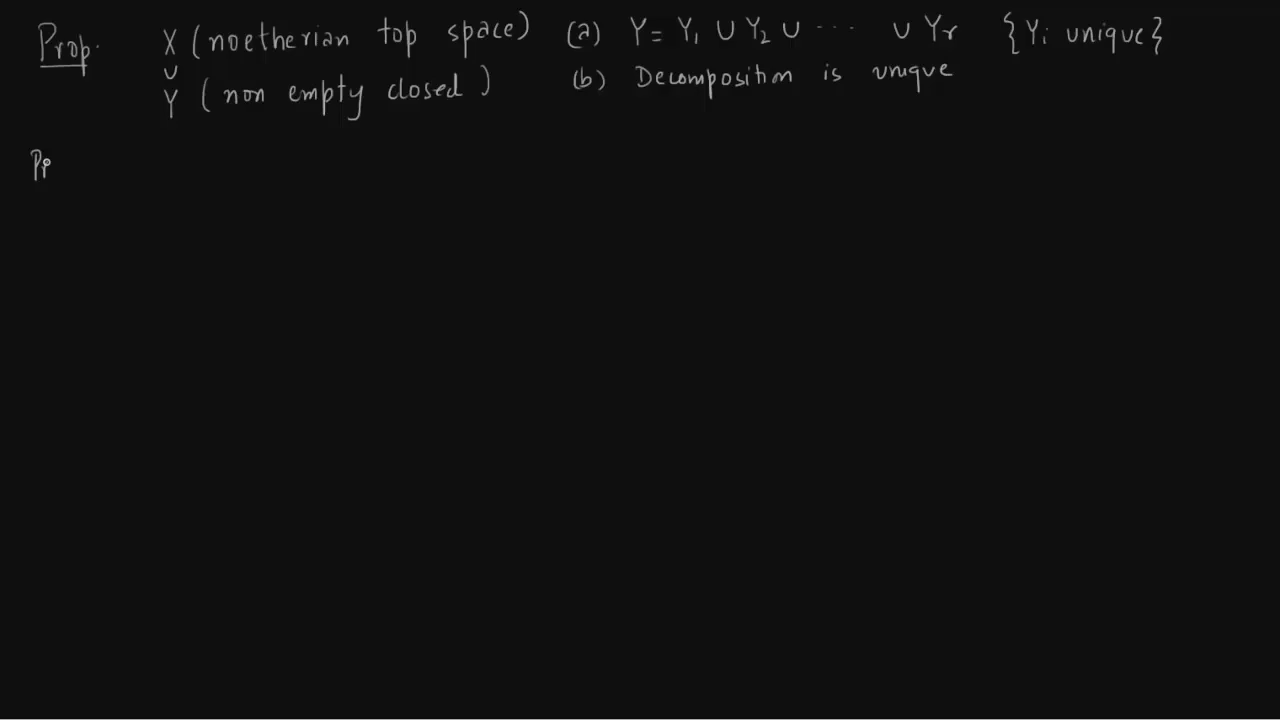 Prop. X (noetherian top space) (a) Y = Y₁ ∪ Y₂ ∪ ··· ∪ Yr {Yi unique}
∪
Y (non empty closed) (b) Decomposition is unique
Pr